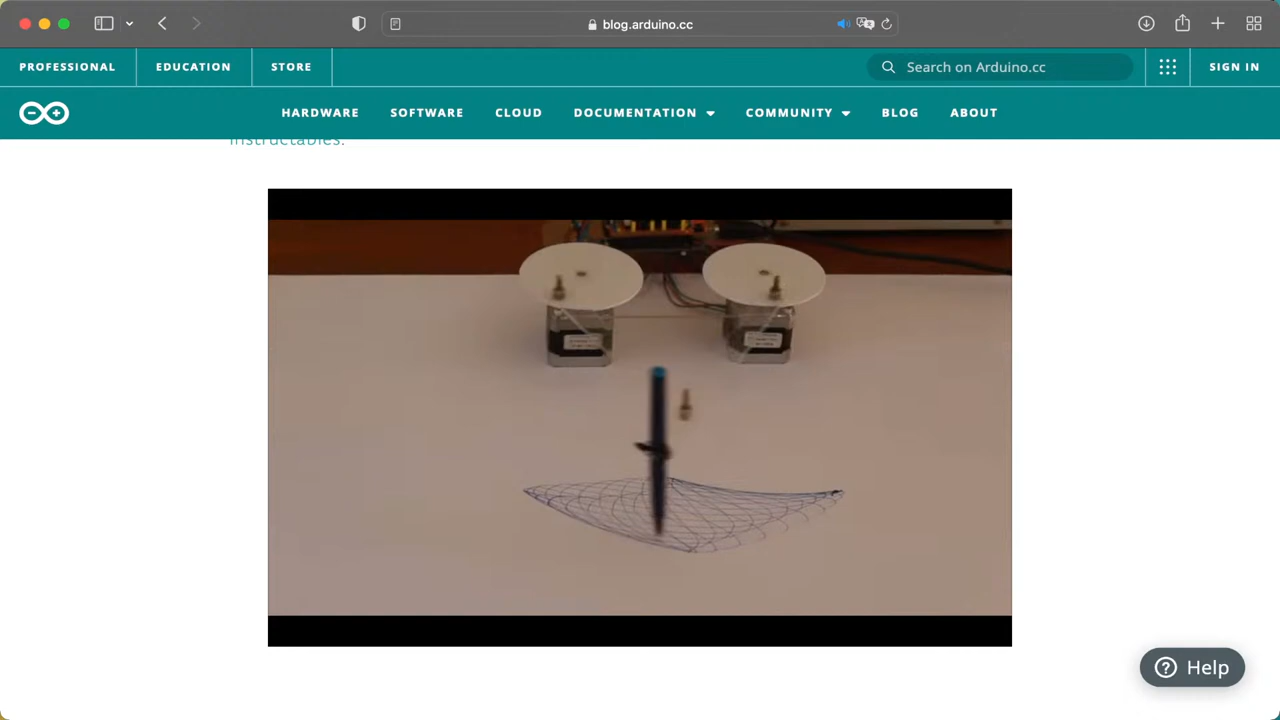 blog.arduino.cc
PROFESSIONAL
EDUCATION
STORE
Search on Arduino.cc
SIGN IN
HARDWARE
SOFTWARE
CLOUD
DOCUMENTATION
COMMUNITY
BLOG
ABOUT
Instructables.
Help